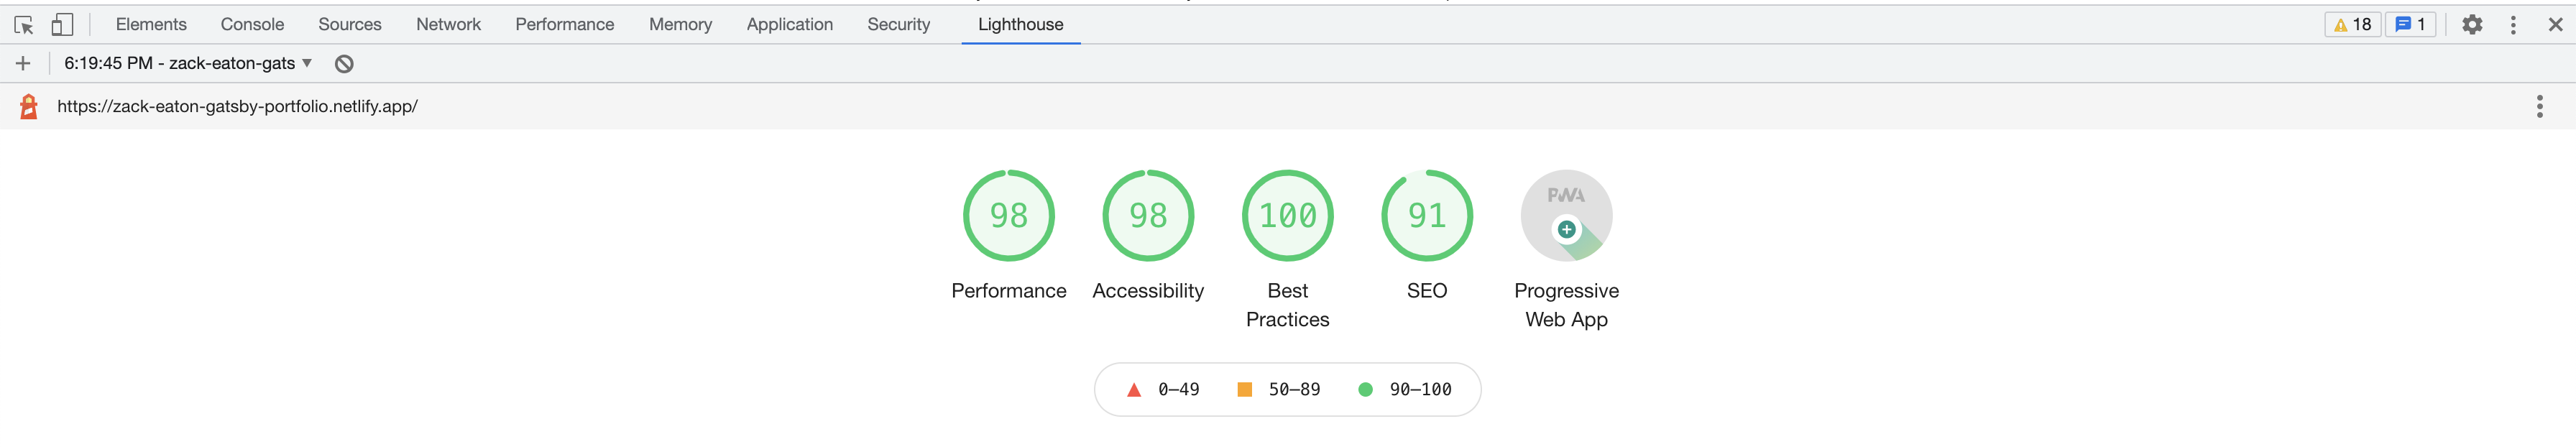 Elements Console Sources Network Performance Memory Application Security Lighthouse 18 1
6:19:45 PM - zack-eaton-gats
https://zack-eaton-gatsby-portfolio.netlify.app/
98 98 100 91 PWA
Performance Accessibility Best Practices SEO Progressive Web App
0–49 50–89 90–100